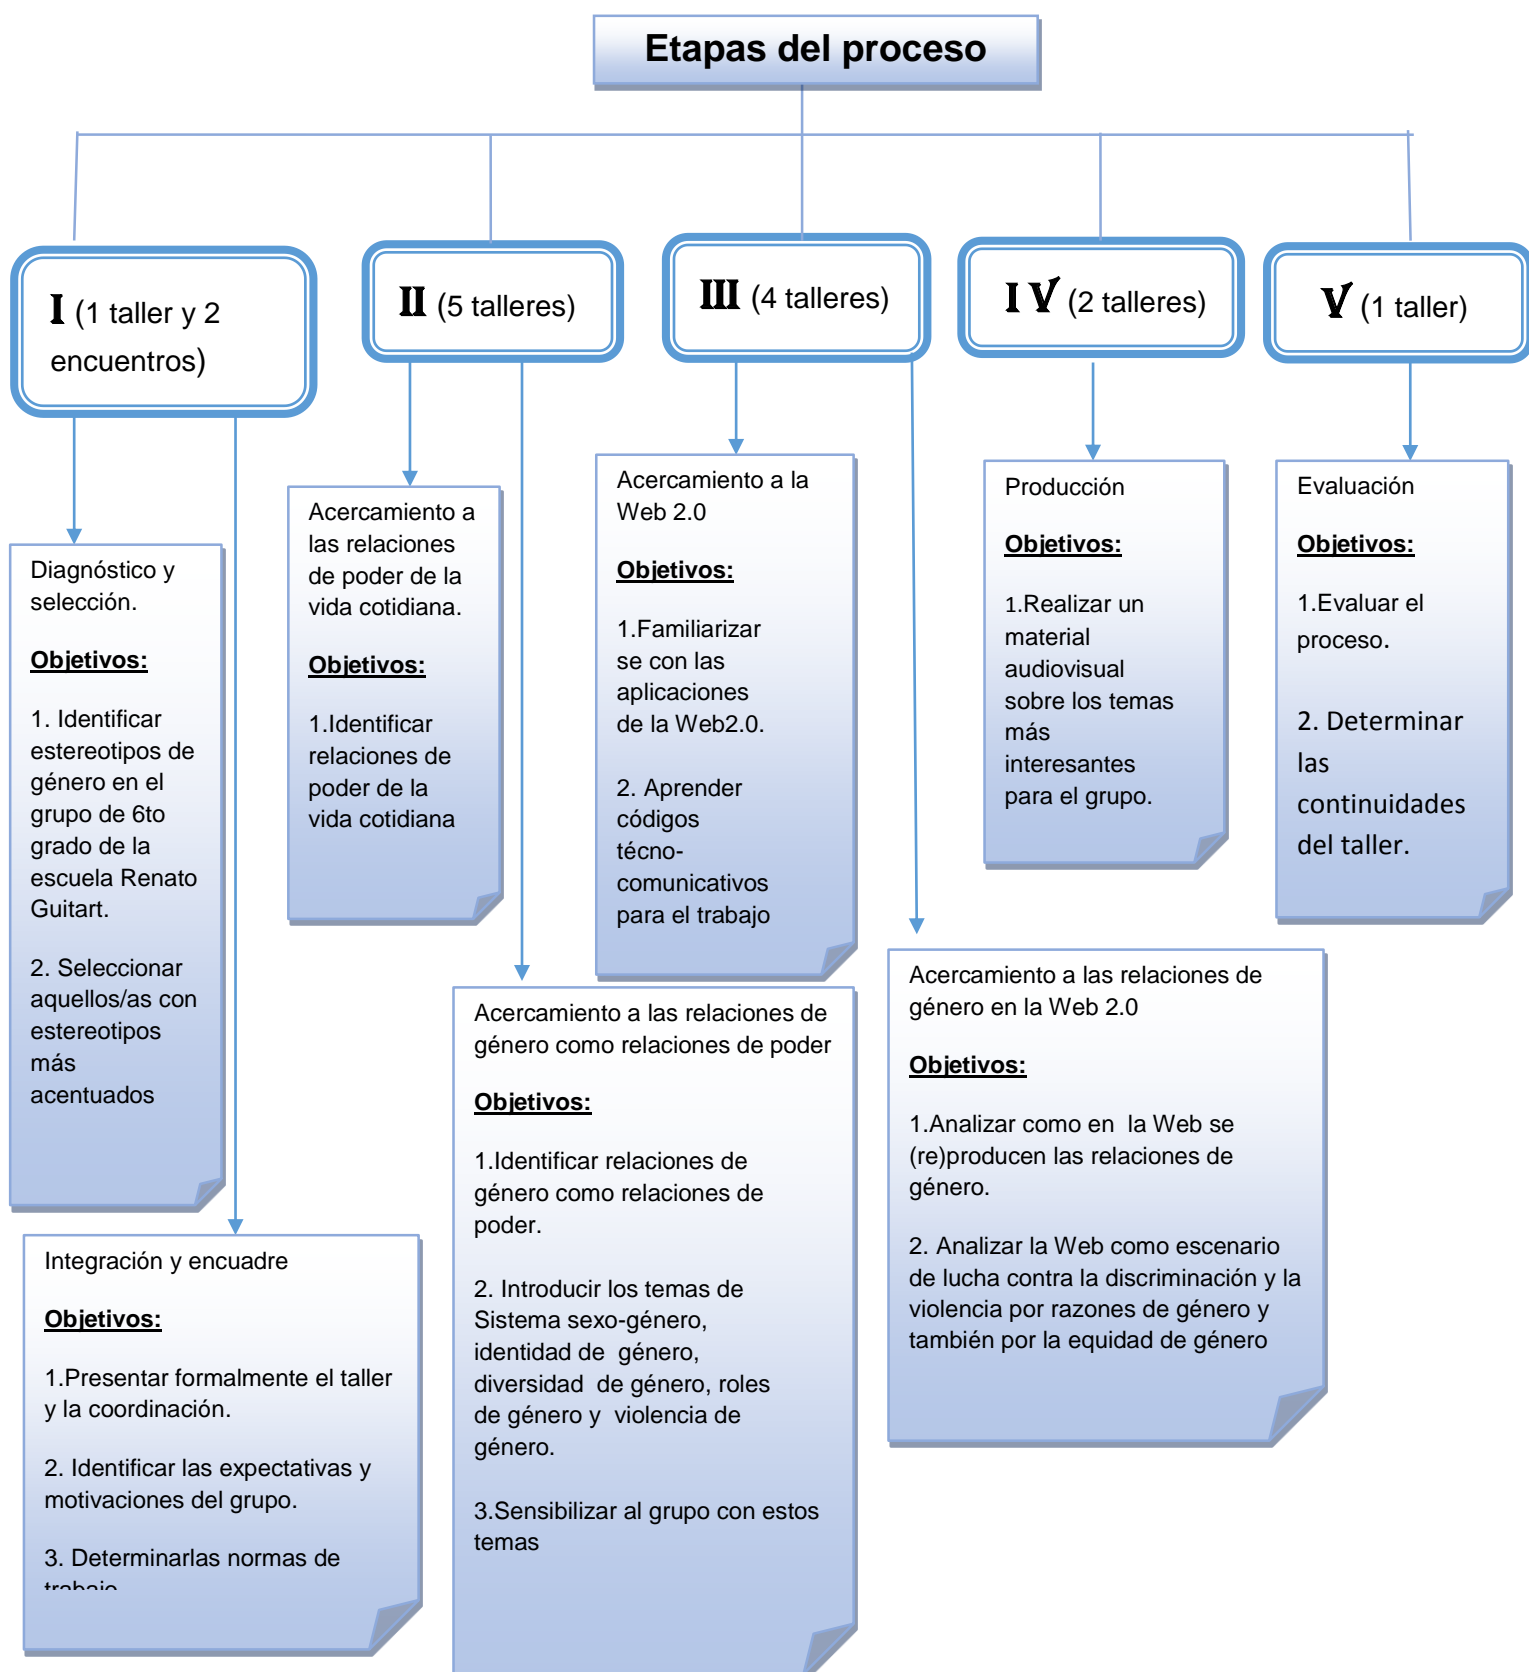 Etapas del proceso
I (1 taller y 2
encuentros)
II (5 talleres)
III (4 talleres)
I V (2 talleres)
V (1 taller)
Diagnóstico y
selección.
Objetivos:
1. Identificar
estereotipos de
género en el
grupo de 6to
grado de la
escuela Renato
Guitart.
2. Seleccionar
aquellos/as con
estereotipos
más
acentuados
Integración y encuadre
Objetivos:
1.Presentar formalmente el taller
y la coordinación.
2. Identificar las expectativas y
motivaciones del grupo.
3. Determinarlas normas de
trabajo
Acercamiento a
las relaciones
de poder de la
vida cotidiana.
Objetivos:
1.Identificar
relaciones de
poder de la
vida cotidiana
Acercamiento a las relaciones de
género como relaciones de poder
Objetivos:
1.Identificar relaciones de
género como relaciones de
poder.
2. Introducir los temas de
Sistema sexo-género,
identidad de  género,
diversidad  de género, roles
de género y  violencia de
género.
3.Sensibilizar al grupo con estos
temas
Acercamiento a la
Web 2.0
Objetivos:
1.Familiarizar
se con las
aplicaciones
de la Web2.0.
2. Aprender
códigos
técno-
comunicativos
para el trabajo
Acercamiento a las relaciones de
género en la Web 2.0
Objetivos:
1.Analizar como en  la Web se
(re)producen las relaciones de
género.
2. Analizar la Web como escenario
de lucha contra la discriminación y la
violencia por razones de género y
también por la equidad de género
Producción
Objetivos:
1.Realizar un
material
audiovisual
sobre los temas
más
interesantes
para el grupo.
Evaluación
Objetivos:
1.Evaluar el
proceso.
2. Determinar
las
continuidades
del taller.